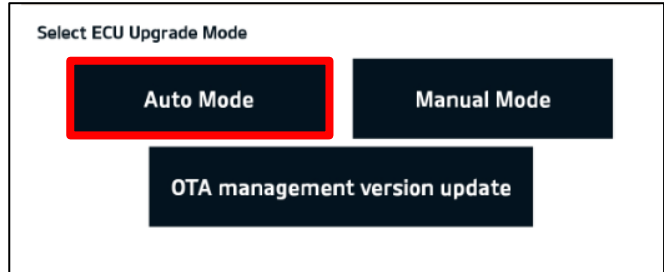 Select ECU Upgrade Mode
Auto Mode
Manual Mode
OTA management version update